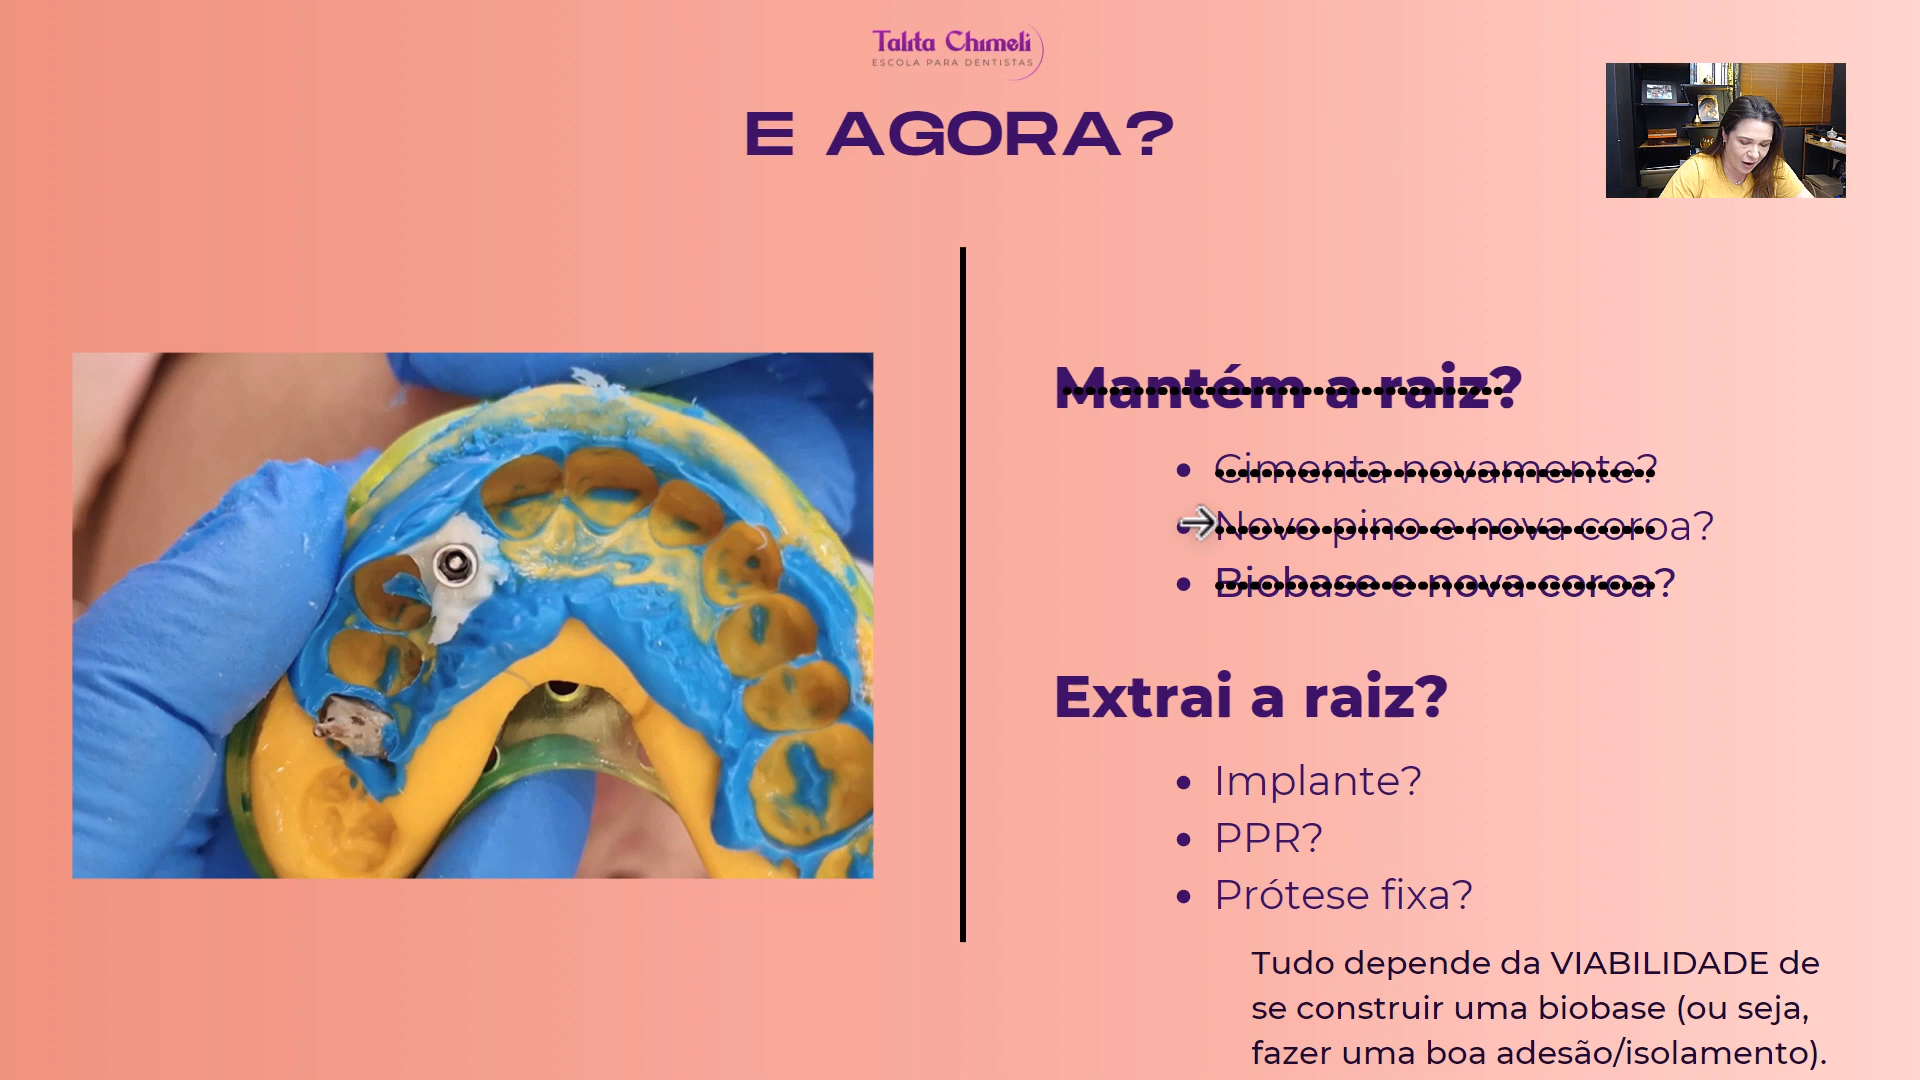 Talita Chimeli
ESCOLA PARA DENTISTAS
E AGORA?
Mantém a raiz?
Cimenta novamente?
Novo pino e nova coroa?
Biobase e nova coroa?
Extrai a raiz?
Implante?
PPR?
Prótese fixa?
Tudo depende da VIABILIDADE de
se construir uma biobase (ou seja,
fazer uma boa adesão/isolamento).